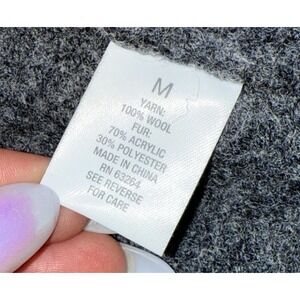 M
YARN:
100% WOOL
FUR:
70% ACRYLIC
30% POLYESTER
MADE IN CHINA
RN 63264
SEE REVERSE
FOR CARE